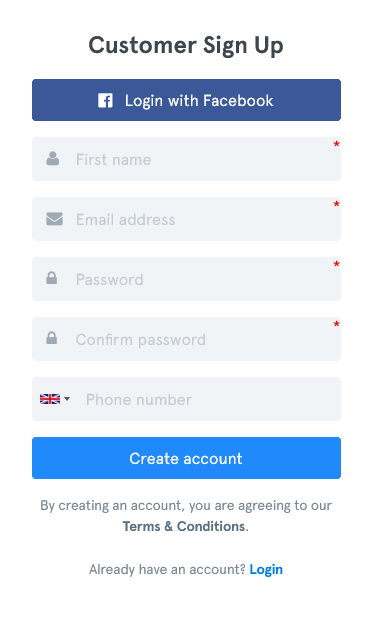 Customer Sign Up
Login with Facebook
First name
*
Email address
*
Password
*
Confirm password
*
Phone number
Create account
By creating an account, you are agreeing to our
Terms & Conditions.
Already have an account? Login